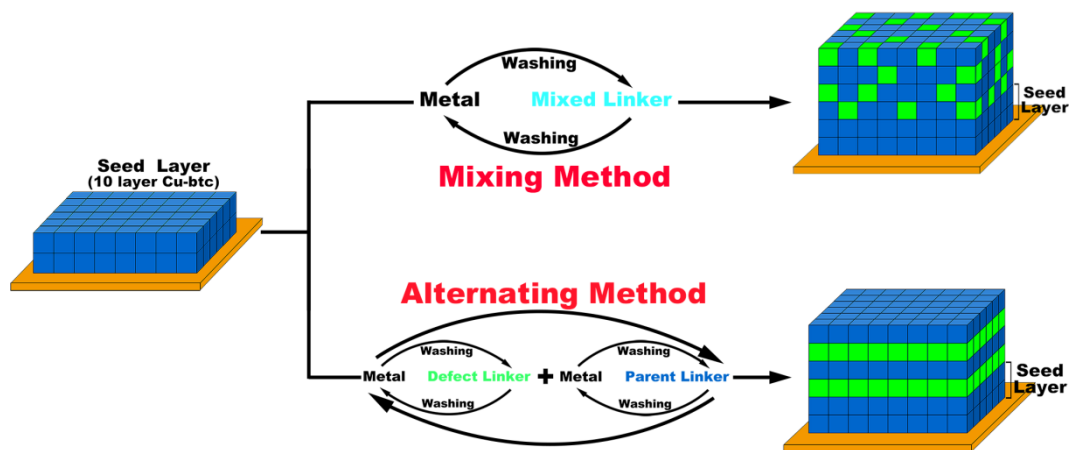 Washing
Metal
Mixed Linker
Washing
Mixing Method
Seed
Layer
Seed Layer
(10 layer Cu-btc)
Alternating Method
Washing
Washing
Metal
Defect Linker
+
Metal
Parent Linker
Washing
Washing
Seed
Layer